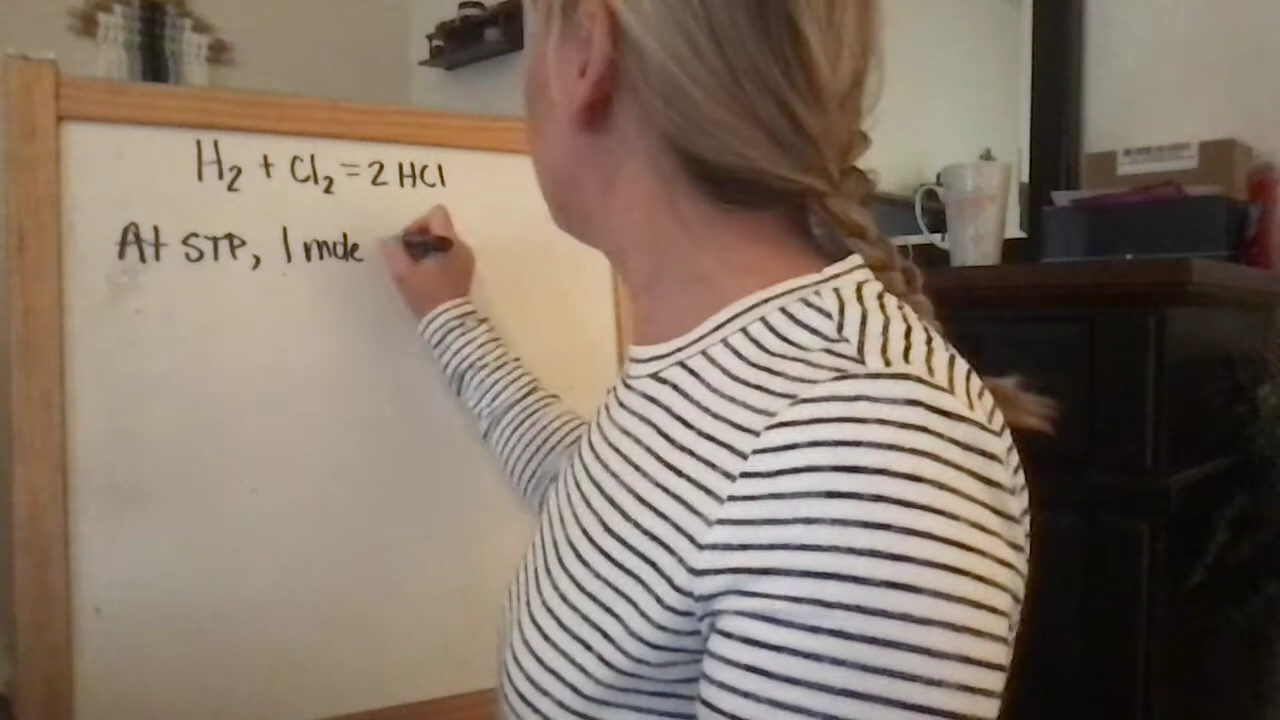 H₂ + Cl₂ = 2 HCl
At STP, 1 mole